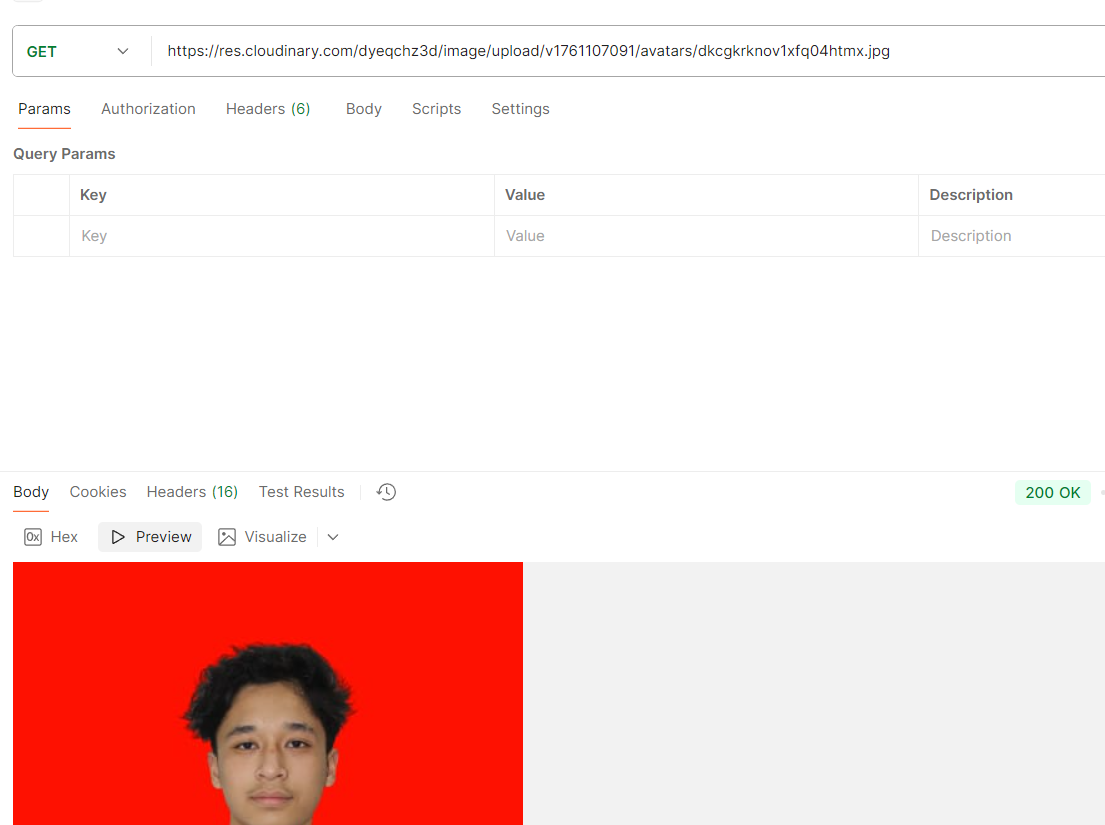 GET https://res.cloudinary.com/dyeqchz3d/image/upload/v1761107091/avatars/dkcgkrknov1xfq04htmx.jpg
Params Authorization Headers (6) Body Scripts Settings
Query Params
Key Value Description
Key Value Description
Body Cookies Headers (16) Test Results 200 OK
0x Hex Preview Visualize